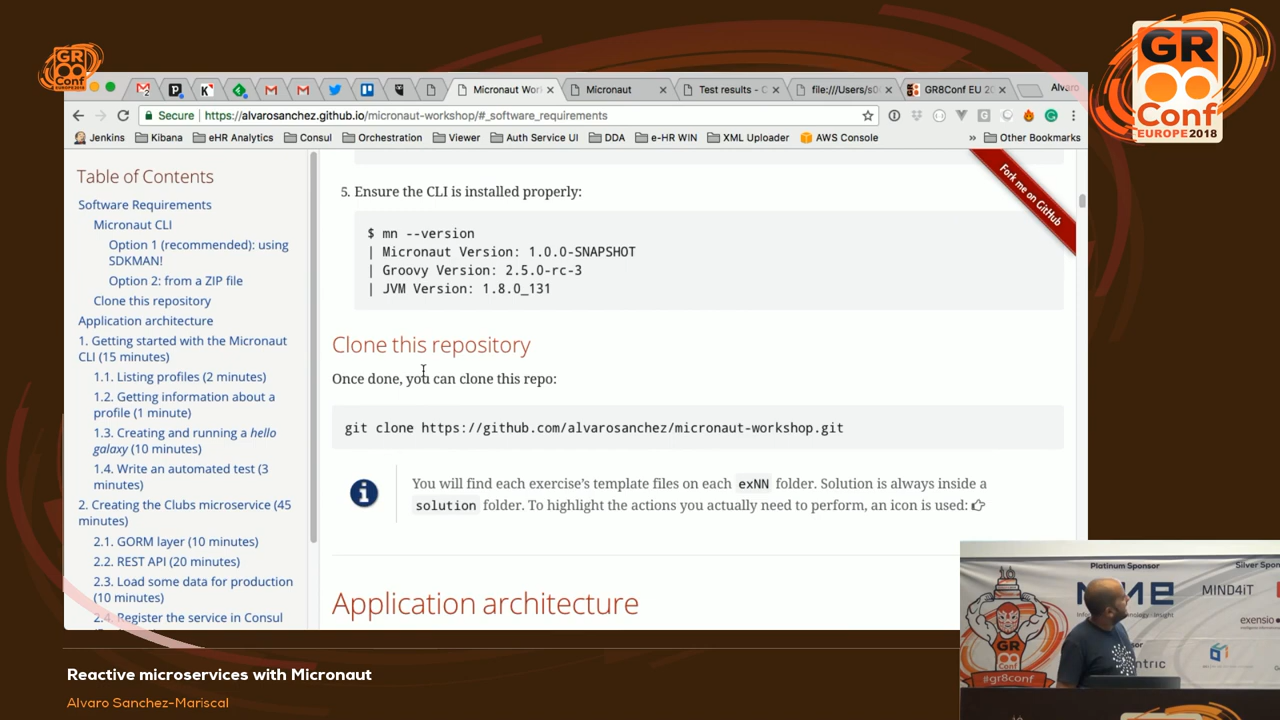 GR
Conf
EUROPE2018
GR
Conf
EUROPE 2018
Micronaut Wor
Micronaut
Test results - C
file:///Users/s0
GR8Conf EU 20
Alvaro
Secure
https://alvarosanchez.github.io/micronaut-workshop/#_software_requirements
Jenkins
Kibana
eHR Analytics
Consul
Orchestration
Viewer
Auth Service UI
DDA
e-HR WIN
XML Uploader
AWS Console
»
Other Bookmarks
Table of Contents
Software Requirements
Micronaut CLI
Option 1 (recommended): using
SDKMAN!
Option 2: from a ZIP file
Clone this repository
Application architecture
1. Getting started with the Micronaut
CLI (15 minutes)
1.1. Listing profiles (2 minutes)
1.2. Getting information about a
profile (1 minute)
1.3. Creating and running a hello
galaxy (10 minutes)
1.4. Write an automated test (3
minutes)
2. Creating the Clubs microservice (45
minutes)
2.1. GORM layer (10 minutes)
2.2. REST API (20 minutes)
2.3. Load some data for production
(10 minutes)
2.4. Register the service in Consul
Fork me on GitHub
5. Ensure the CLI is installed properly:
$ mn --version
| Micronaut Version: 1.0.0-SNAPSHOT
| Groovy Version: 2.5.0-rc-3
| JVM Version: 1.8.0_131
Clone this repository
Once done, you can clone this repo:
git clone https://github.com/alvarosanchez/micronaut-workshop.git
You will find each exercise's template files on each exNN folder. Solution is always inside a
solution folder. To highlight the actions you actually need to perform, an icon is used:
Application architecture
Platinum Sponsor
MIND4IT
exensio
GR
Conf
#gr8conf
Reactive microservices with Micronaut
Alvaro Sanchez-Mariscal